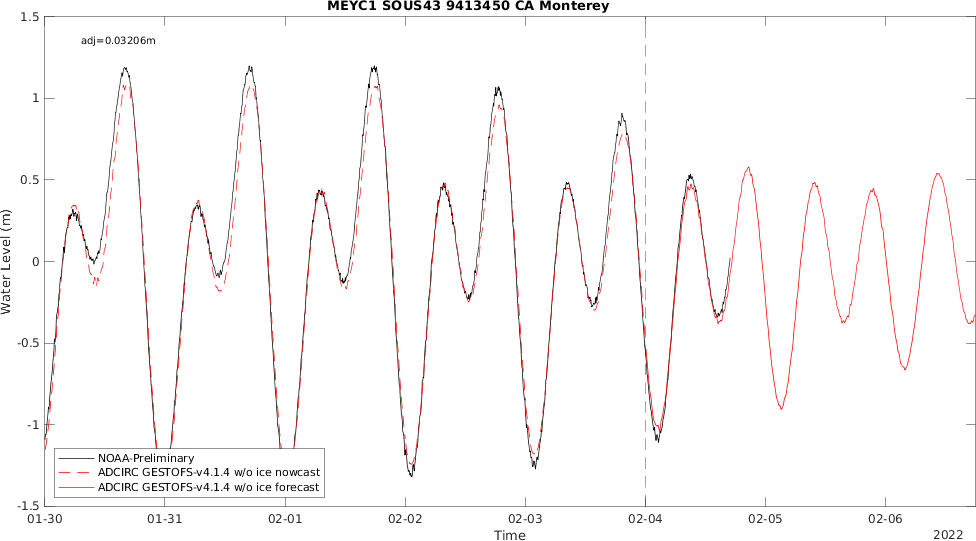 MEYC1 SOUS43 9413450 CA Monterey
adj=0.03206m
1.5
1
0.5
0
-0.5
-1
-1.5
Water Level (m)
NOAA-Preliminary
ADCIRC GESTOFS-v4.1.4 w/o ice nowcast
ADCIRC GESTOFS-v4.1.4 w/o ice forecast
01-30 01-31 02-01 02-02 02-03 02-04 02-05 02-06
Time
2022